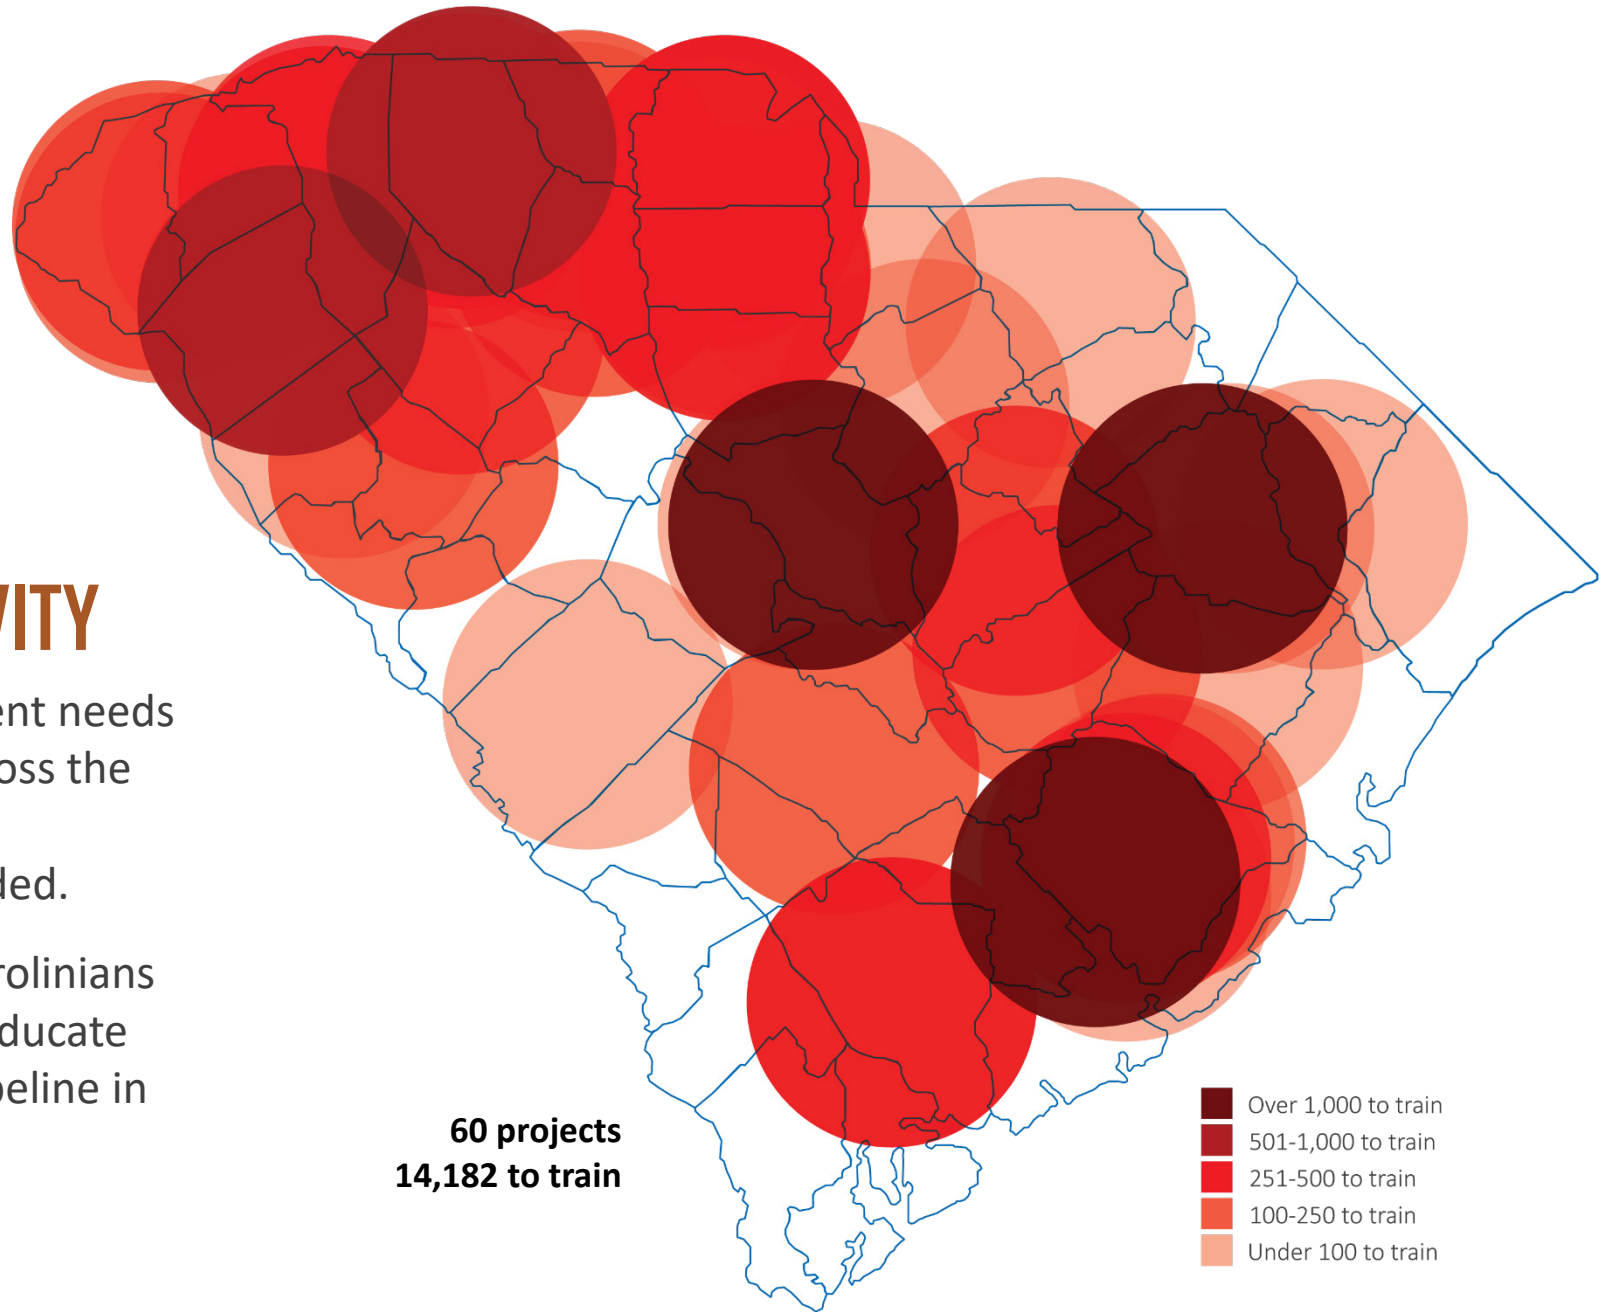 ent needs
oss the
ded.
rolinians
ducate
peline in
60 projects
14,182 to train
Over 1,000 to train
501-1,000 to train
251-500 to train
100-250 to train
Under 100 to train